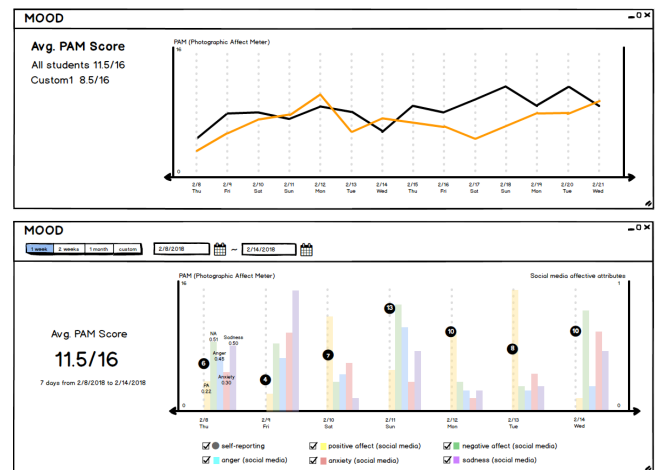 MOOD
Avg. PAM Score
All students 11.5/16
Custom1 8.5/16
PAM (Photographic Affect Meter)
16
0
2/8 2/9 2/10 2/11 2/12 2/13 2/14 2/15 2/16 2/17 2/18 2/19 2/20 2/21
Thu Fri Sat Sun Mon Tue Wed Thu Fri Sat Sun Mon Tue Wed
MOOD
1 week 2 weeks 1 month custom 2/8/2018 ~ 2/14/2018
PAM (Photographic Affect Meter) Social media affective attributes
16 1
Avg. PAM Score
11.5/16
7 days from 2/8/2018 to 2/14/2018
NA
0.51
Sadness
0.50
Anger
0.45
Anxiety
0.30
PA
0.22
6 4 7 13 10 8 10
0 0
2/8 2/9 2/10 2/11 2/12 2/13 2/14
Thu Fri Sat Sun Mon Tue Wed
self-reporting positive affect (social media) negative affect (social media)
anger (social media) anxiety (social media) sadness (social media)